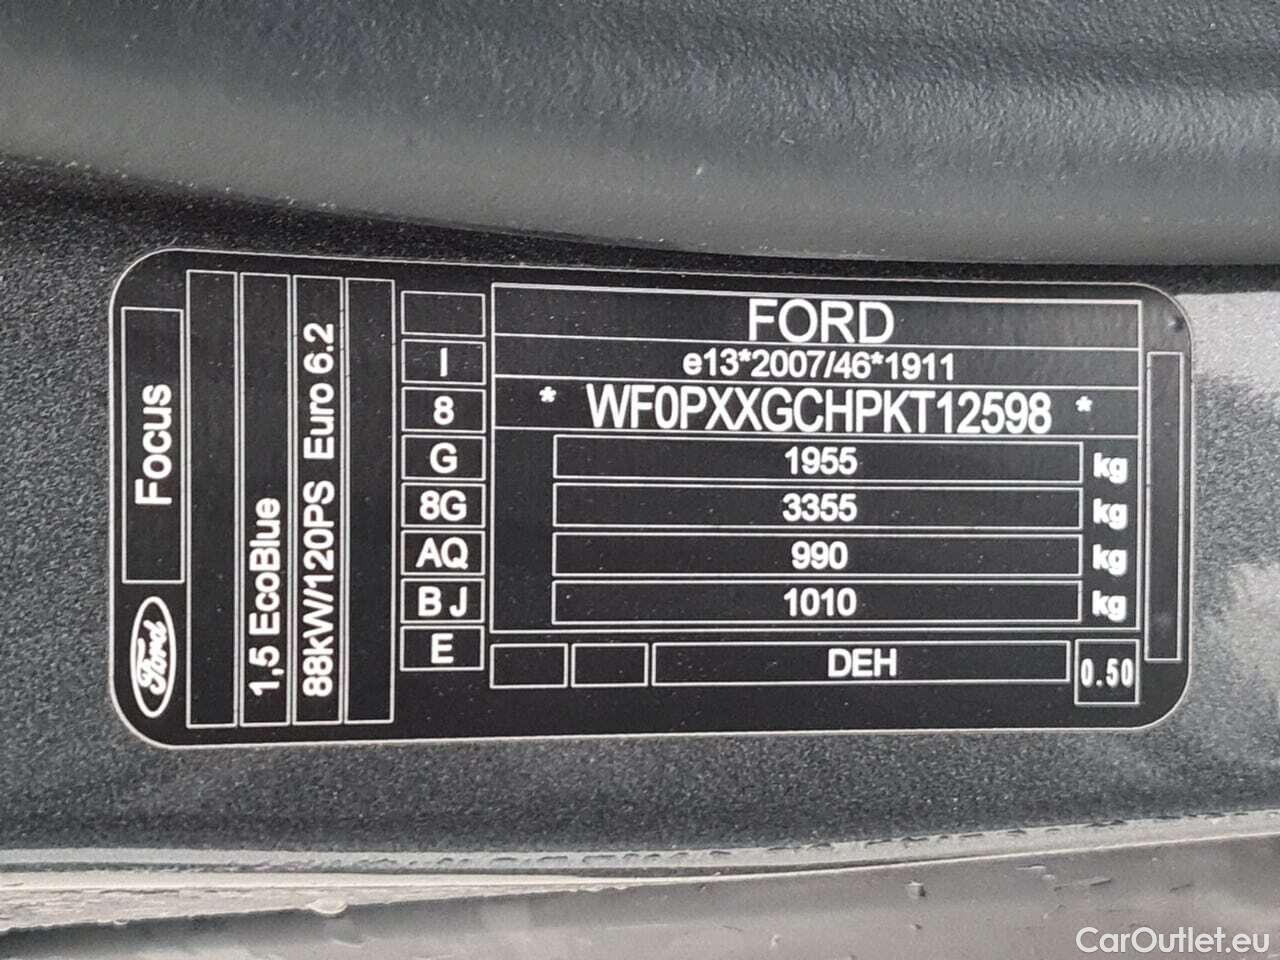 FORD
e13*2007/46*1911
* WF0PXXGCHPKT12598 *
1955 kg
3355 kg
990 kg
1010 kg
DEH
0.50
I
8
G
8G
AQ
B J
E
Focus
Ford
1,5 EcoBlue
88kW/120PS Euro 6.2
CarOutlet.eu